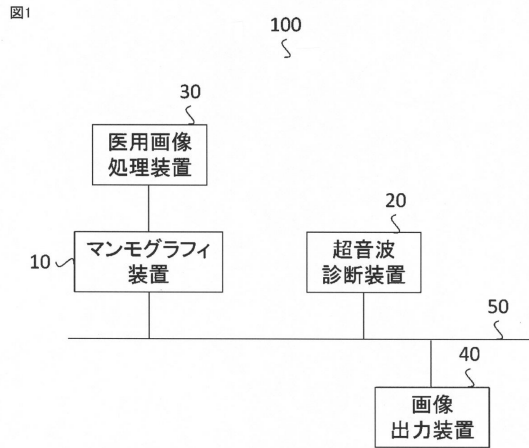 図1
100
30
医用画像
処理装置
20
10
マンモグラフィ
装置
超音波
診断装置
50
40
画像
出力装置